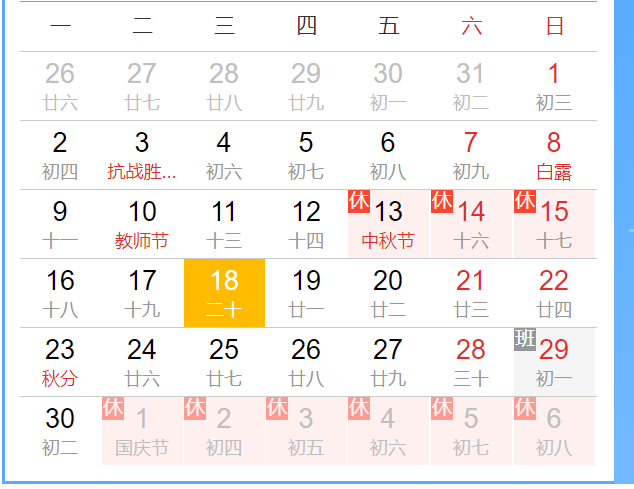 一 二 三 四 五 六 日
26 27 28 29 30 31 1
廿六 廿七 廿八 廿九 初一 初二 初三
2 3 4 5 6 7 8
初四 抗战胜... 初六 初七 初八 初九 白露
9 10 11 12 休 13 休 14 休 15
十一 教师节 十三 十四 中秋节 十六 十七
16 17 18 19 20 21 22
十八 十九 二十 廿一 廿二 廿三 廿四
23 24 25 26 27 28 班 29
秋分 廿六 廿七 廿八 廿九 三十 初一
30 休 1 休 2 休 3 休 4 休 5 休 6
初二 国庆节 初四 初五 初六 初七 初八